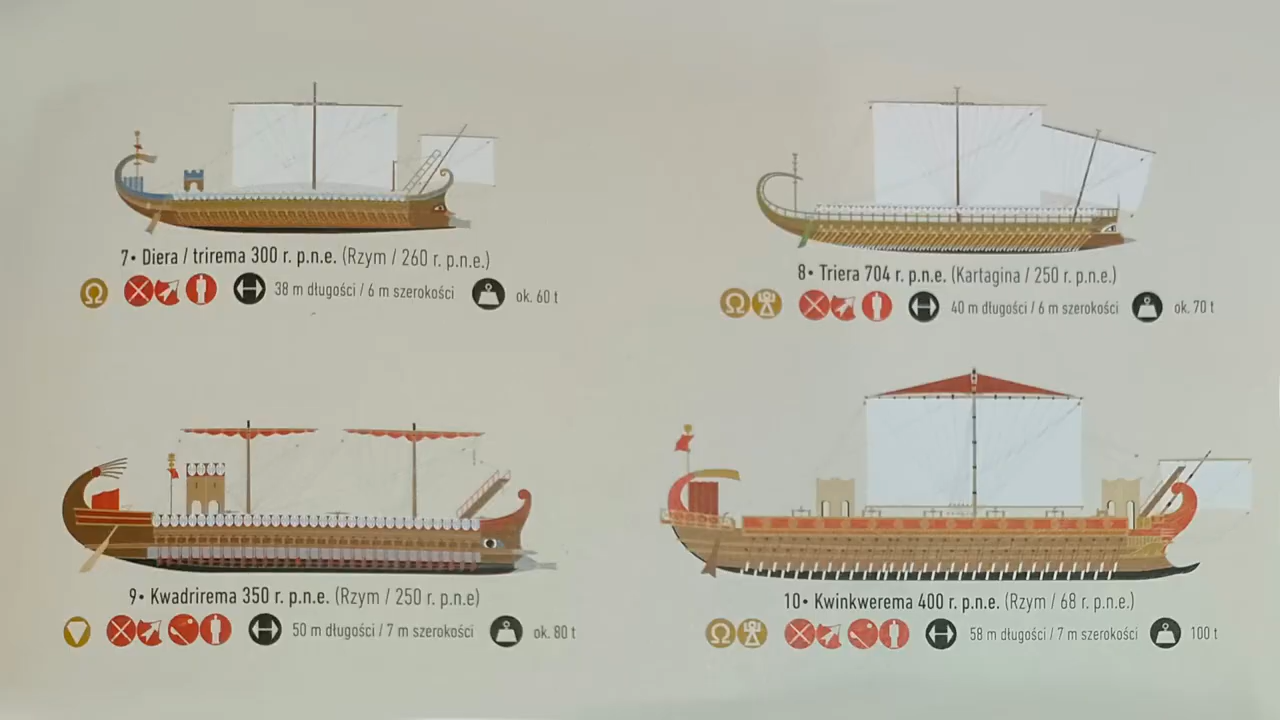 7• Diera / trirema 300 r. p.n.e. (Rzym / 260 r. p.n.e.)
Ω 38 m długości / 6 m szerokości ok. 60 t
8• Triera 704 r. p.n.e. (Kartagina / 250 r. p.n.e.)
Ω 40 m długości / 6 m szerokości ok. 70 t
9• Kwadrirema 350 r. p.n.e. (Rzym / 250 r. p.n.e)
50 m długości / 7 m szerokości ok. 80 t
10• Kwinkwerema 400 r. p.n.e. (Rzym / 68 r. p.n.e.)
Ω 58 m długości / 7 m szerokości 100 t